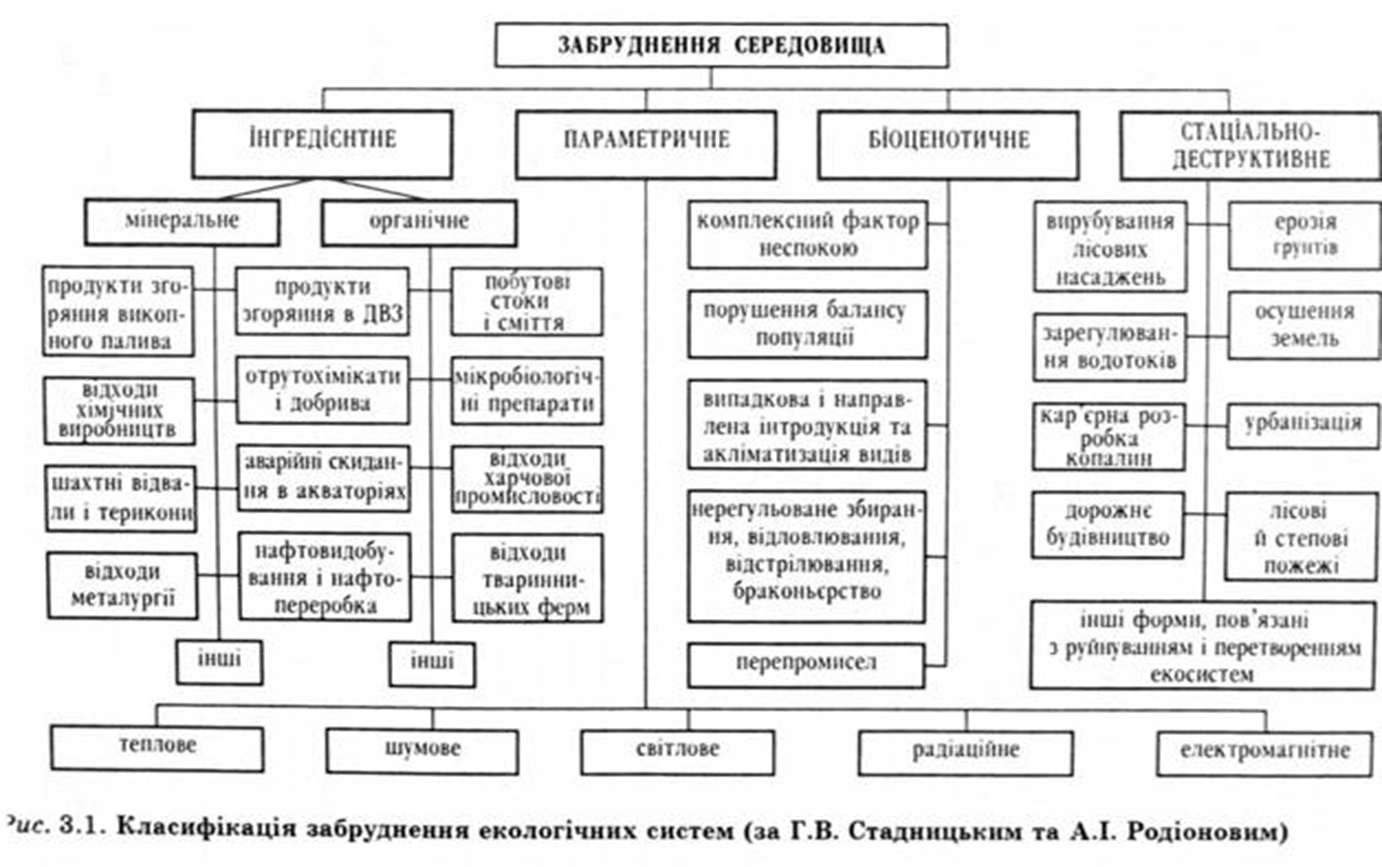 ЗАБРУДНЕННЯ СЕРЕДОВИЩА
ІНГРЕДІЄНТНЕ
ПАРАМЕТРИЧНЕ
БІОЦЕНОТИЧНЕ
СТАЦІАЛЬНО-
ДЕСТРУКТИВНЕ
мінеральне
органічне
продукти зго-
ряння викоп-
ного палива
відходи
хімічних
виробництв
шахтні відва-
ли і терикони
відходи
металургії
інші
продукти
згоряння в ДВЗ
отрутохімікати
і добрива
аварійні скидан-
ня в акваторіях
нафтовидобу-
вання і нафто-
переробка
побутові
стоки
і сміття
мікробіологіч-
ні препарати
відходи
харчової
промисловості
відходи
тваринни-
цьких ферм
інші
комплексний фактор
неспокою
порушення балансу
популяції
випадкова і направ-
лена інтродукція та
акліматизація видів
нерегульоване збиран-
ня, відловлювання,
відстрілювання,
браконьєрство
перепромисел
вирубування
лісових
насаджень
зарегулюван-
ня водотоків
кар'єрна роз-
робка
копалин
дорожнє
будівництво
ерозія
грунтів
осушення
земель
урбанізація
лісові
й степові
пожежі
інші форми, пов'язані
з руйнуванням і перетворенням
екосистем
теплове
шумове
світлове
радіаційне
електромагнітне
Рис. 3.1. Класифікація забруднення екологічних систем (за Г.В. Стадницьким та А.І. Родіоновим)